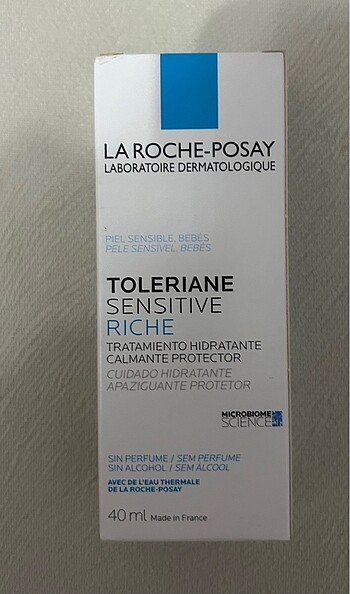 LA ROCHE-POSAY
LABORATOIRE DERMATOLOGIQUE
PIEL SENSIBLE, BEBÉS
PELE SENSÍVEL, BEBÉS
TOLERIANE
SENSITIVE
RICHE
TRATAMIENTO HIDRATANTE
CALMANTE PROTECTOR
CUIDADO HIDRATANTE
APAZIGUANTE PROTETOR
MICROBIOME
SCIENCE
SIN PERFUME / SEM PERFUME
SIN ALCOHOL / SEM ÁLCOOL
AVEC DE L'EAU THERMALE
DE LA ROCHE-POSAY
40 ml Made in France